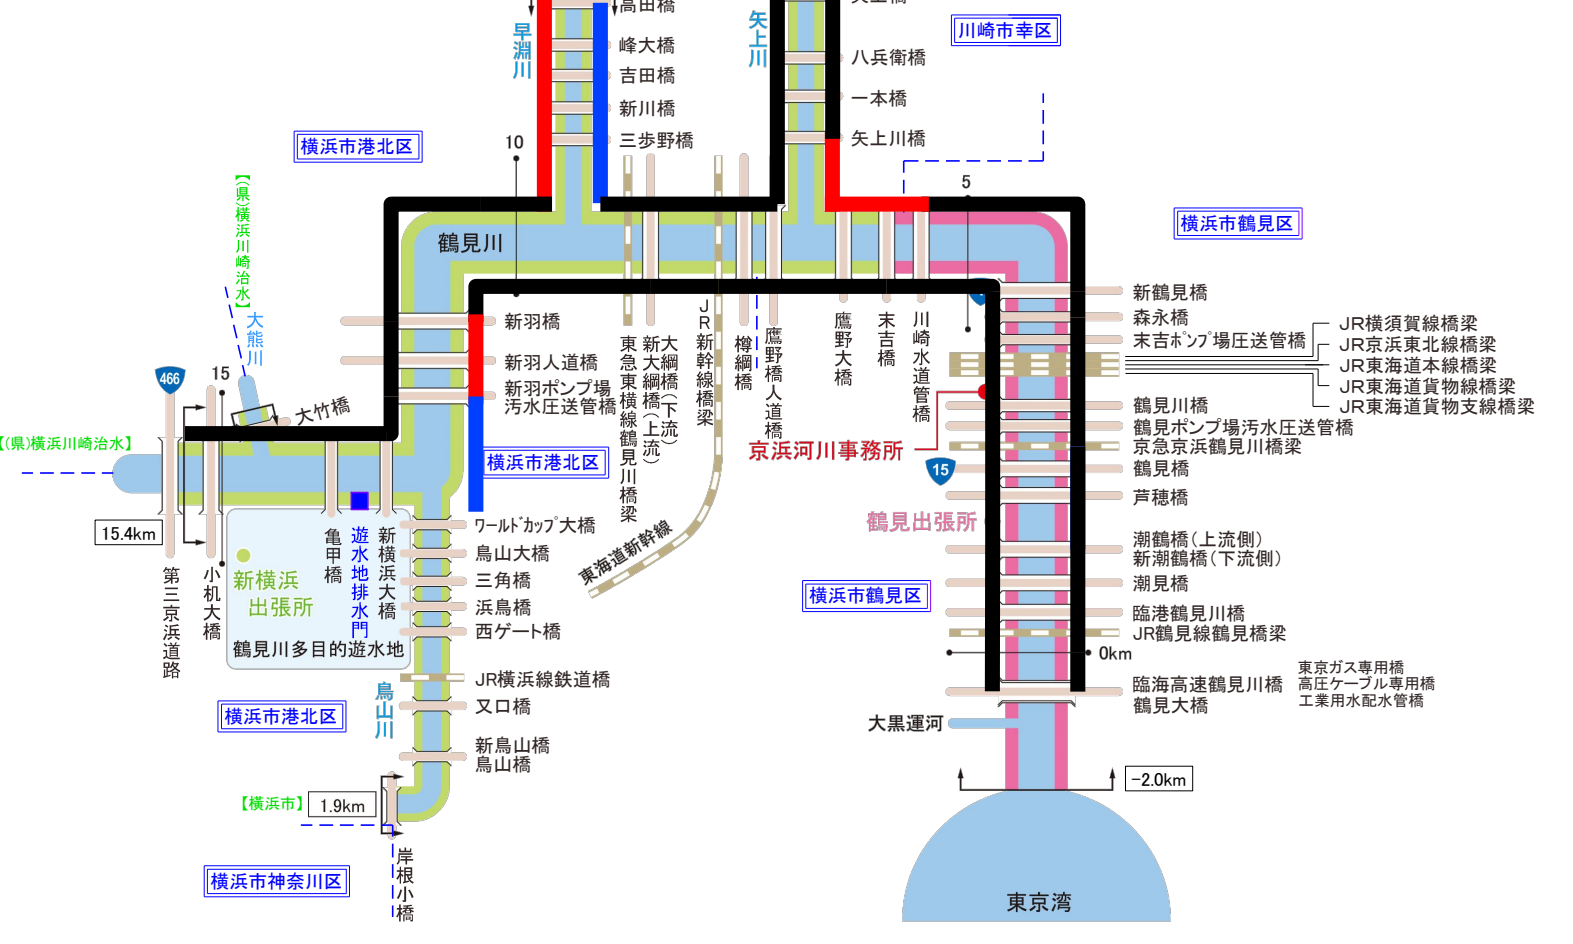 高田橋
早淵川
峰大橋
吉田橋
新川橋
三歩野橋
矢上川
八兵衛橋
一本橋
矢上川橋
川崎市幸区
横浜市港北区
10
5
横浜市鶴見区
【(県)横浜川崎治水】
大熊川
鶴見川
新羽橋
新羽人道橋
新羽ポンプ場
汚水圧送管橋
東急東横線鶴見川橋梁
新大綱橋(上流)
大綱橋(下流)
JR新幹線橋梁
樽綱橋
鷹野橋人道橋
鷹野大橋
末吉橋
川崎水道管橋
新鶴見橋
森永橋
末吉ポンプ場圧送管橋
JR横須賀線橋梁
JR京浜東北線橋梁
JR東海道本線橋梁
JR東海道貨物線橋梁
JR東海道貨物支線橋梁
466
15
大竹橋
【(県)横浜川崎治水】
15.4km
横浜市港北区
京浜河川事務所
鶴見川橋
鶴見ポンプ場汚水圧送管橋
京急京浜鶴見川橋梁
15
鶴見橋
芦穂橋
鶴見出張所
潮鶴橋(上流側)
新潮鶴橋(下流側)
潮見橋
横浜市鶴見区
臨港鶴見川橋
JR鶴見線鶴見橋梁
0km
臨海高速鶴見川橋
鶴見大橋
東京ガス専用橋
高圧ケーブル専用橋
工業用水配水管橋
東海道新幹線
ワールドカップ大橋
鳥山大橋
三角橋
浜鳥橋
西ゲート橋
JR横浜線鉄道橋
又口橋
新鳥山橋
鳥山橋
第三京浜道路
小机大橋
亀甲橋
遊水地排水門
新横浜大橋
新横浜
出張所
鶴見川多目的遊水地
横浜市港北区
鳥山川
大黒運河
-2.0km
【横浜市】
1.9km
岸根小橋
横浜市神奈川区
東京湾